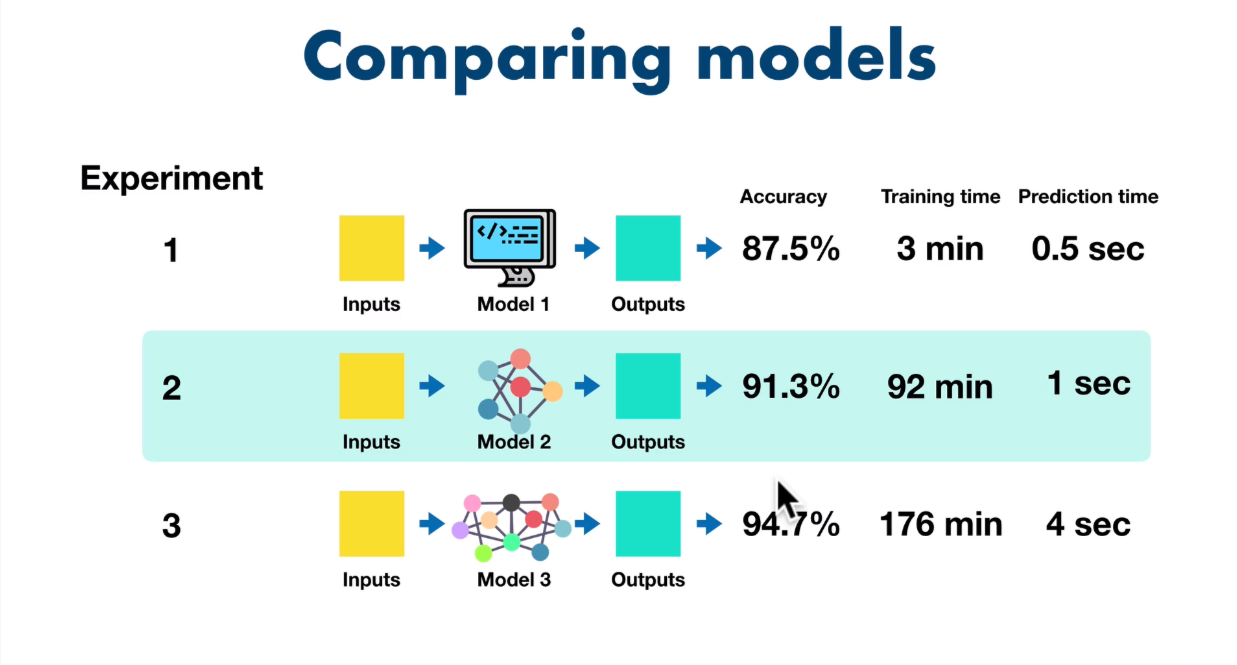 Comparing models
Experiment
Accuracy Training time Prediction time
1 </> 87.5% 3 min 0.5 sec
Inputs Model 1 Outputs
2 91.3% 92 min 1 sec
Inputs Model 2 Outputs
3 94.7% 176 min 4 sec
Inputs Model 3 Outputs